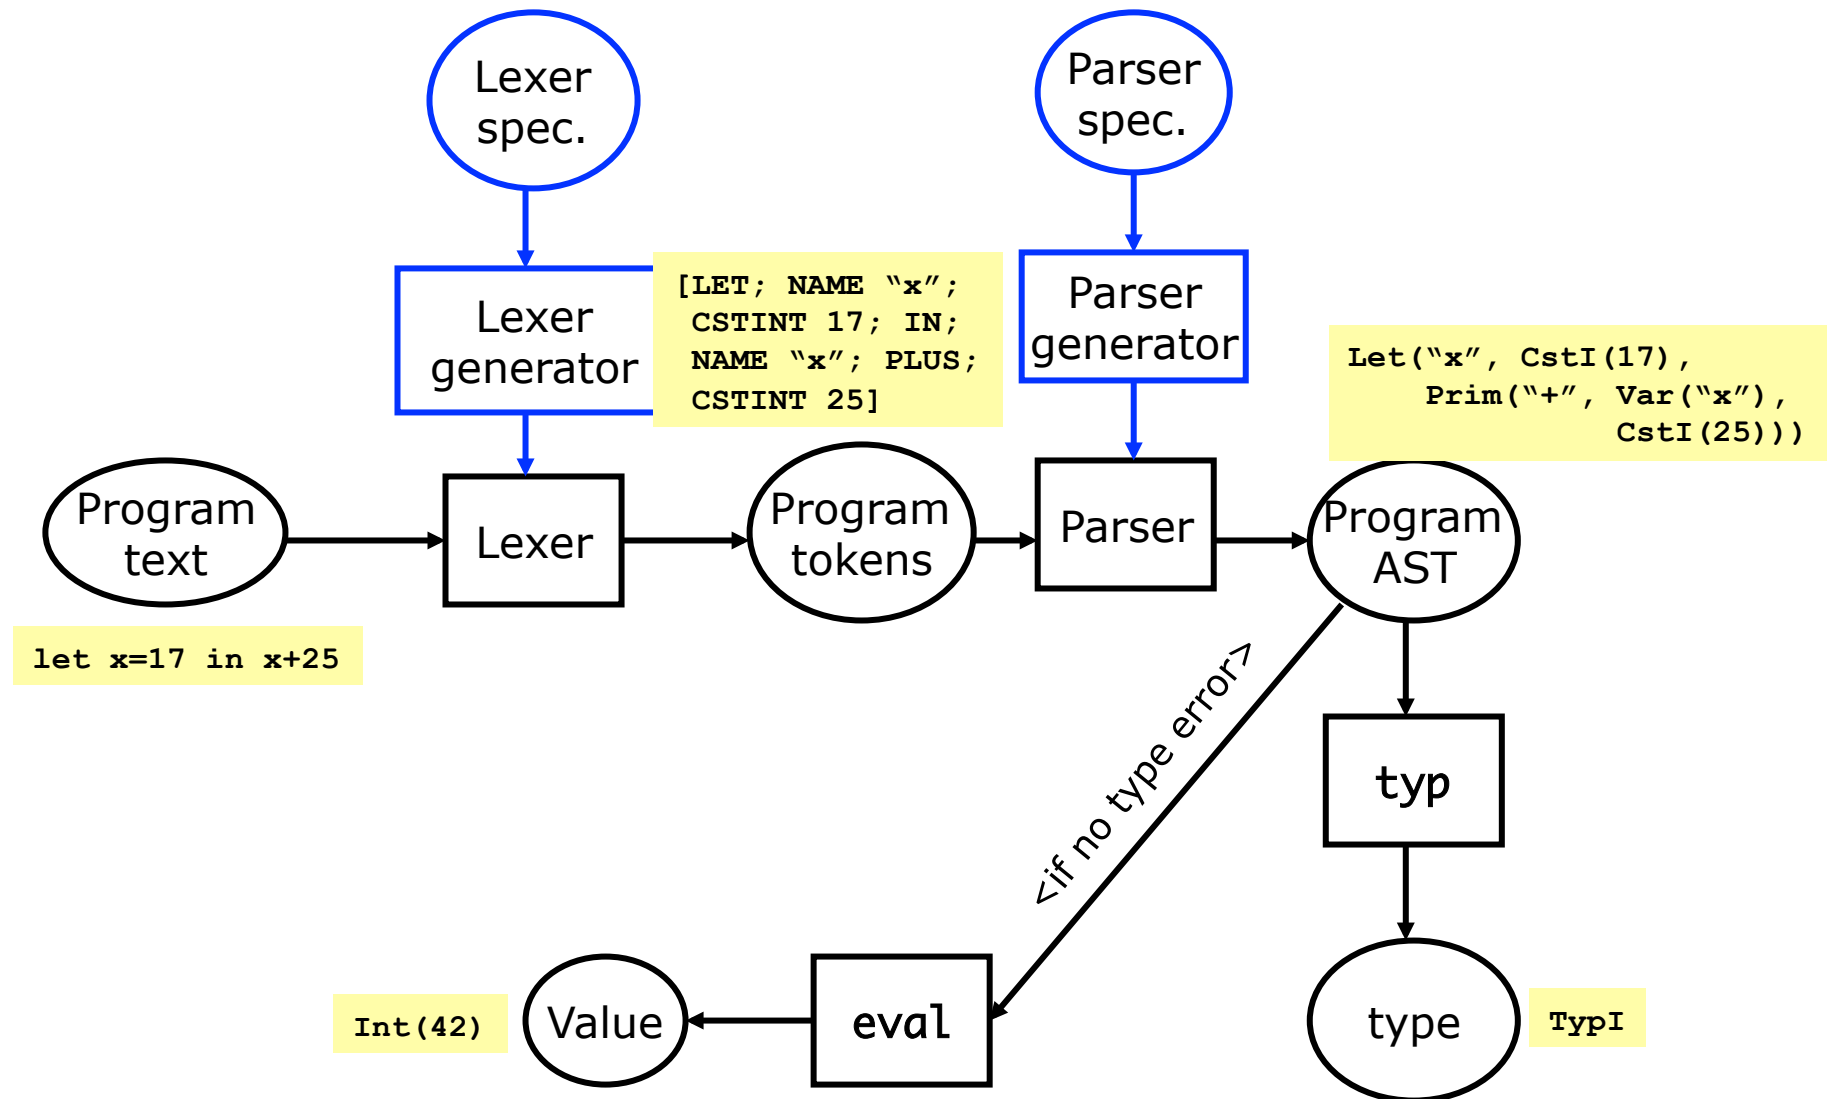 Lexer
spec.
Parser
spec.
Lexer
generator
[LET; NAME “x”;
CSTINT 17; IN;
NAME “x”; PLUS;
CSTINT 25]
Parser
generator
Let(“x”, CstI(17),
Prim(“+”, Var(“x”),
CstI(25)))
Program
text
Lexer
Program
tokens
Parser
Program
AST
let x=17 in x+25
<if no type error>
typ
Int(42)
Value
eval
type
TypI